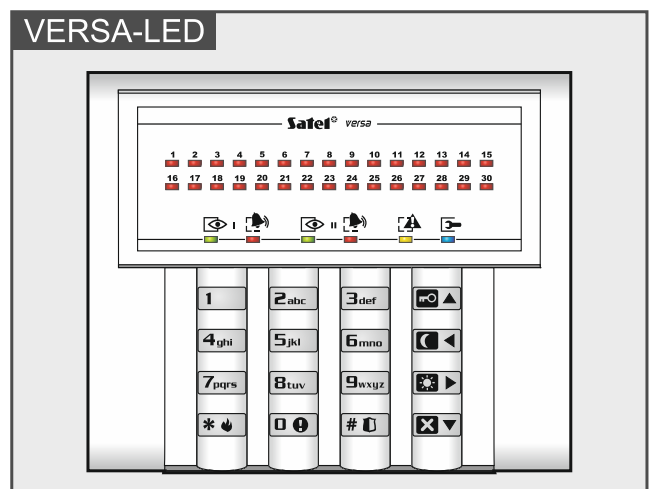 VERSA-LED
Satel versa
1 2 3 4 5 6 7 8 9 10 11 12 13 14 15
16 17 18 19 20 21 22 23 24 25 26 27 28 29 30
I II
1 2abc 3def
4ghi 5jkl 6mno
7pqrs 8tuv 9wxyz
* 0 #